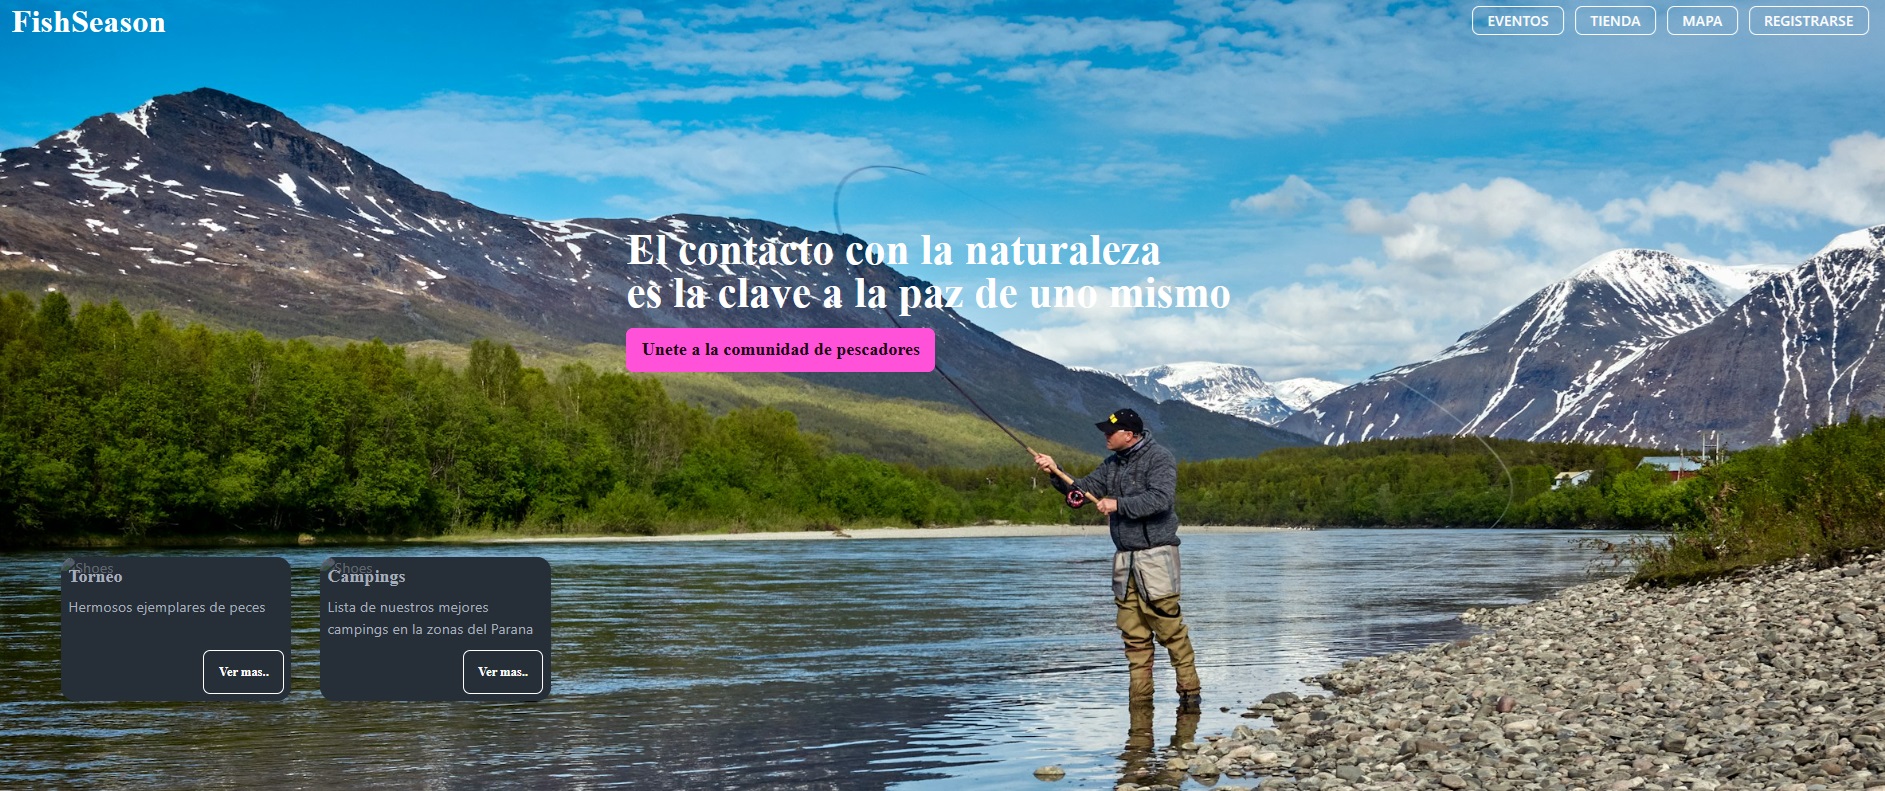 FishSeason
EVENTOS
TIENDA
MAPA
REGISTRARSE
El contacto con la naturaleza
es la clave a la paz de uno mismo
Unete a la comunidad de pescadores
Shoes
Torneo
Hermosos ejemplares de peces
Ver mas..
Shoes
Campings
Lista de nuestros mejores
campings en la zonas del Parana
Ver mas..